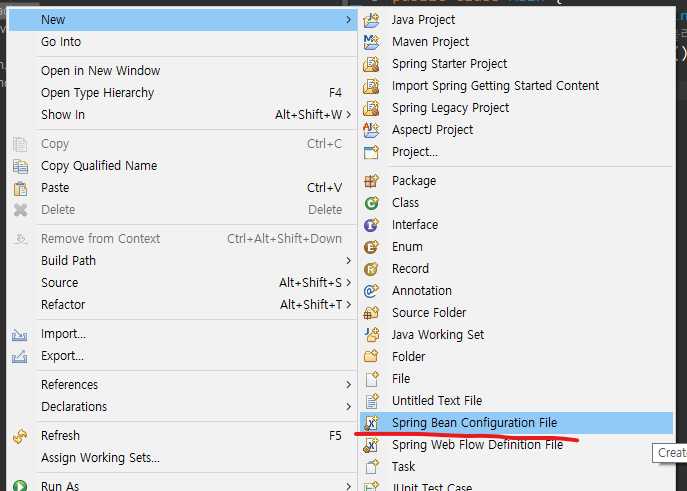 public class Main {
New
Go Into
Open in New Window
Open Type Hierarchy F4
Show In Alt+Shift+W
Copy Ctrl+C
Copy Qualified Name
Paste Ctrl+V
Delete Delete
Remove from Context Ctrl+Alt+Shift+Down
Build Path
Source Alt+Shift+S
Refactor Alt+Shift+T
Import...
Export...
References
Declarations
Refresh F5
Assign Working Sets...
Run As
Java Project
Maven Project
Spring Starter Project
Import Spring Getting Started Content
Spring Legacy Project
AspectJ Project
Project...
Package
Class
Interface
Enum
Record
Annotation
Source Folder
Java Working Set
Folder
File
Untitled Text File
Spring Bean Configuration File
Spring Web Flow Definition File
Task
JUnit Test Case
Create